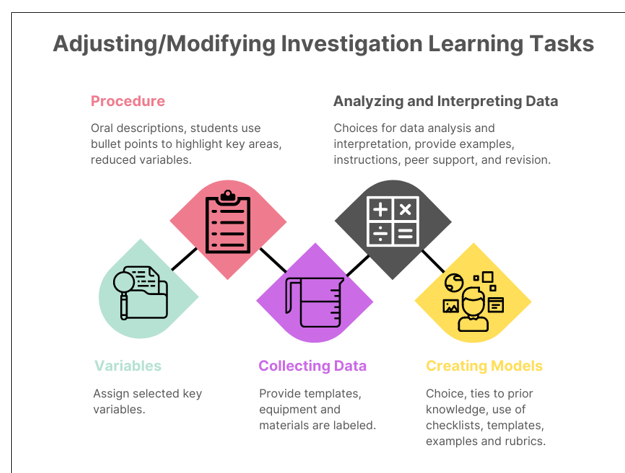 Adjusting/Modifying Investigation Learning Tasks
Procedure
Oral descriptions, students use
bullet points to highlight key areas,
reduced variables.
Analyzing and Interpreting Data
Choices for data analysis and
interpretation, provide examples,
instructions, peer support, and revision.
Variables
Assign selected key
variables.
Collecting Data
Provide templates,
equipment and
materials are labeled.
Creating Models
Choice, ties to prior
knowledge, use of
checklists, templates,
examples and rubrics.